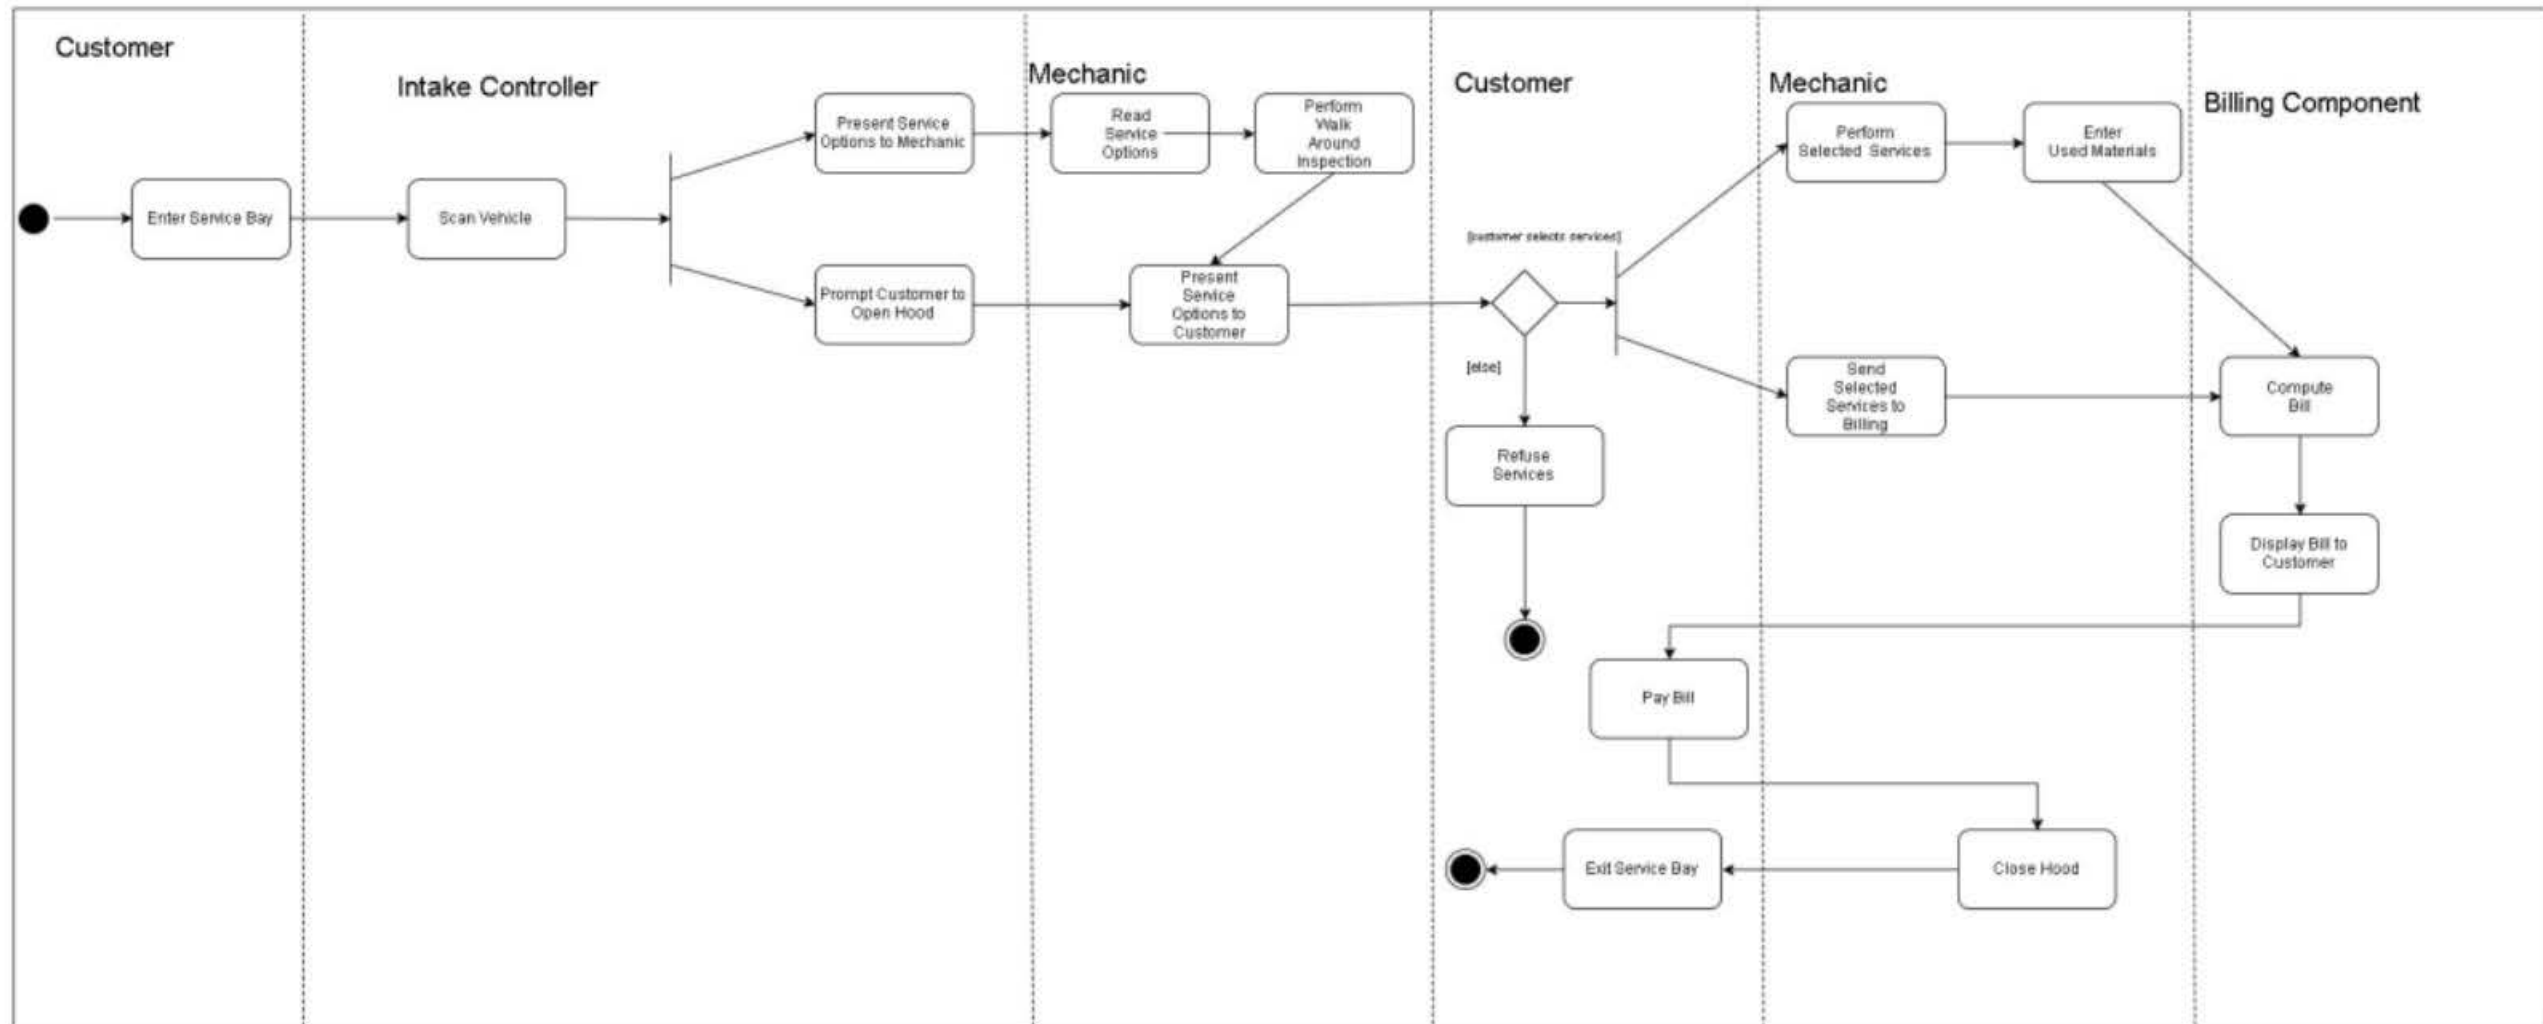 Customer
Intake Controller
Mechanic
Customer
Mechanic
Billing Component
Enter Service Bay
Scan Vehicle
Present Service
Options to Mechanic
Prompt Customer to
Open Hood
Read
Service
Options
Perform
Walk
Around
Inspection
Present
Service
Options to
Customer
[customer selects services]
[else]
Refuse
Services
Perform
Selected Services
Enter
Used Materials
Send
Selected
Services to
Billing
Compute
Bill
Display Bill to
Customer
Pay Bill
Close Hood
Exit Service Bay